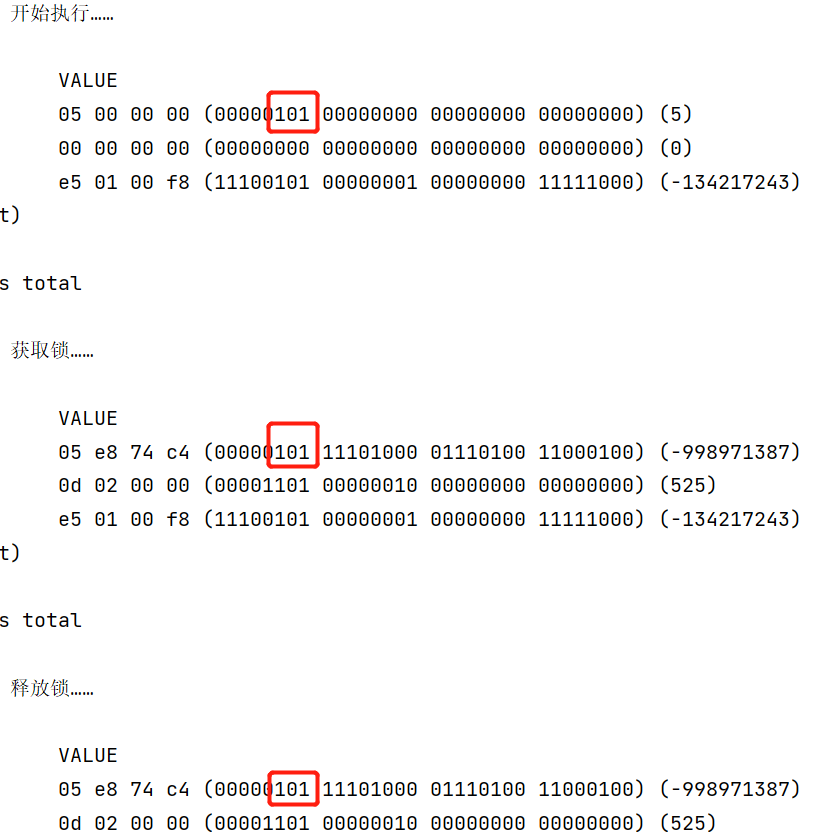 开始执行……
VALUE
05 00 00 00 (00000101 00000000 00000000 00000000) (5)
00 00 00 00 (00000000 00000000 00000000 00000000) (0)
e5 01 00 f8 (11100101 00000001 00000000 11111000) (-134217243)
t)
s total
获取锁……
VALUE
05 e8 74 c4 (00000101 11101000 01110100 11000100) (-998971387)
0d 02 00 00 (00001101 00000010 00000000 00000000) (525)
e5 01 00 f8 (11100101 00000001 00000000 11111000) (-134217243)
t)
s total
释放锁……
VALUE
05 e8 74 c4 (00000101 11101000 01110100 11000100) (-998971387)
0d 02 00 00 (00001101 00000010 00000000 00000000) (525)